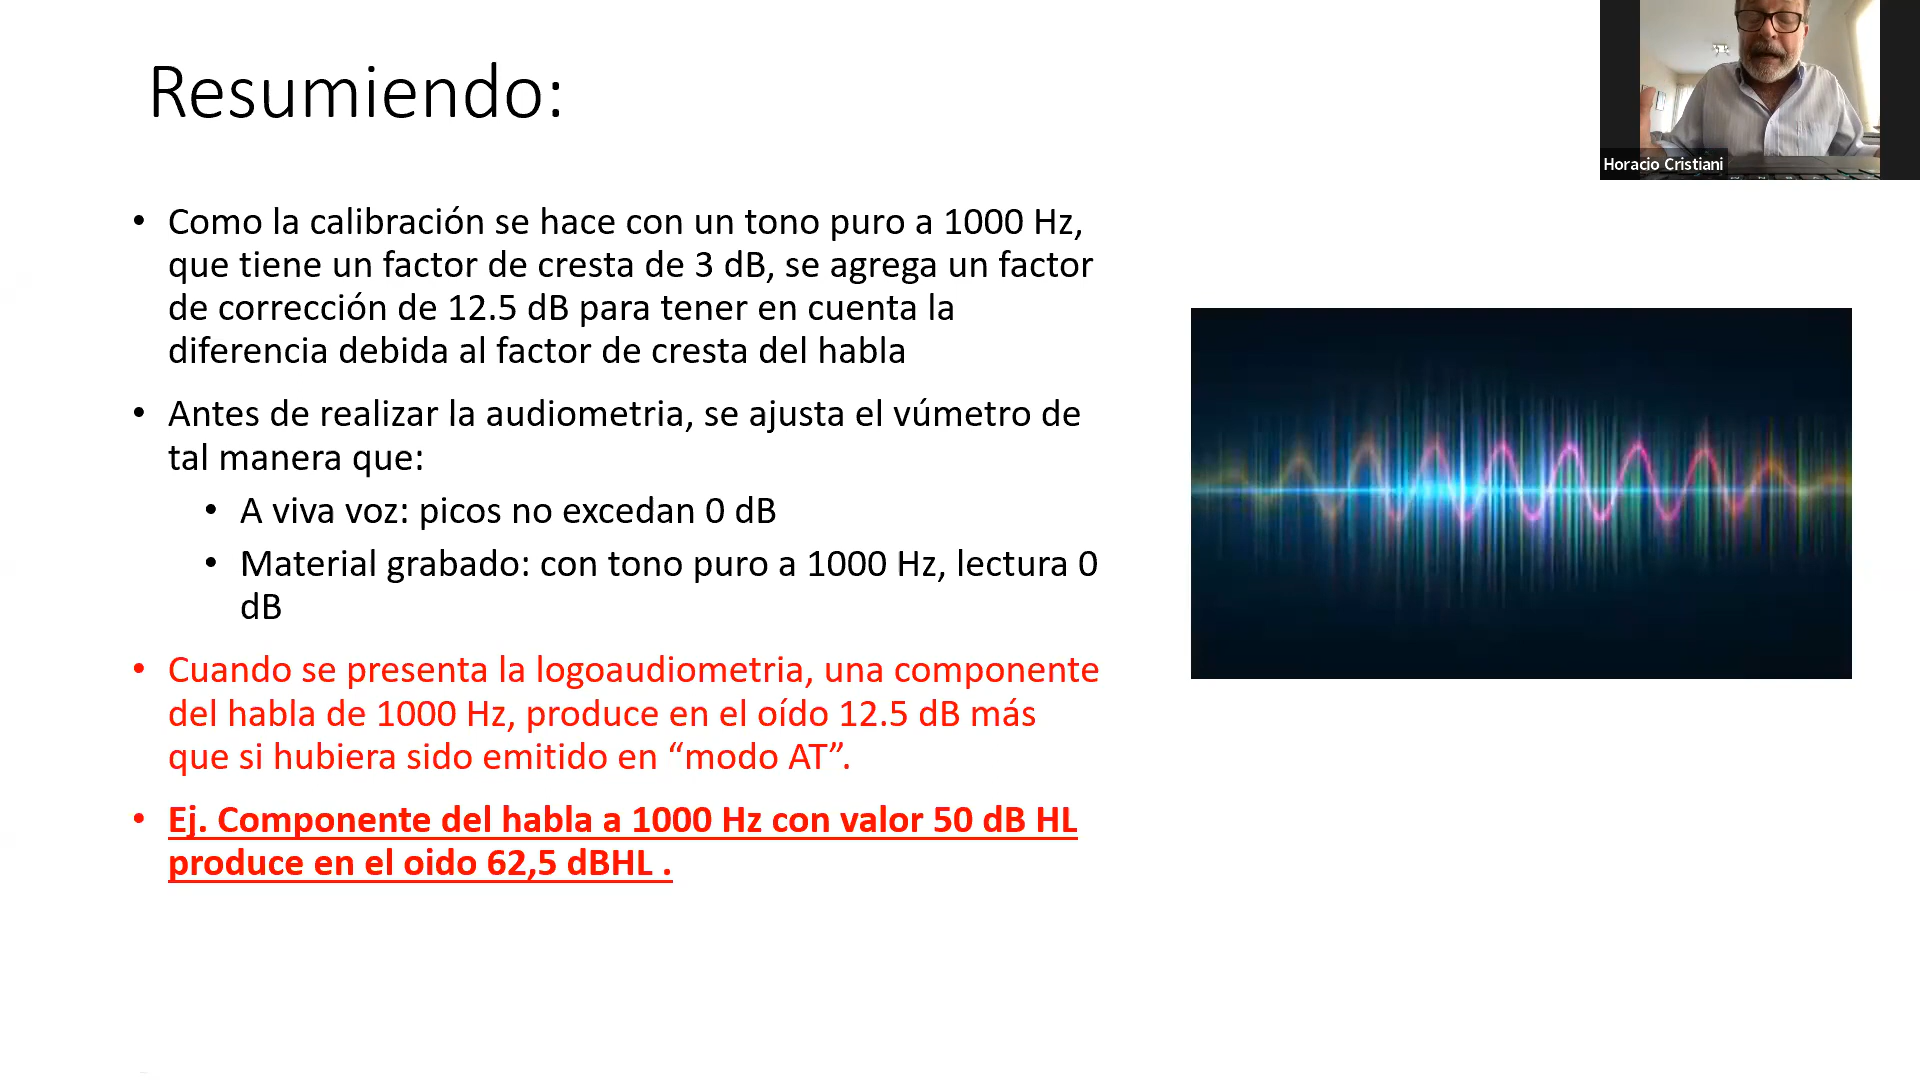 Resumiendo:
Horacio Cristiani
• Como la calibración se hace con un tono puro a 1000 Hz,
que tiene un factor de cresta de 3 dB, se agrega un factor
de corrección de 12.5 dB para tener en cuenta la
diferencia debida al factor de cresta del habla
• Antes de realizar la audiometria, se ajusta el vúmetro de
tal manera que:
• A viva voz: picos no excedan 0 dB
• Material grabado: con tono puro a 1000 Hz, lectura 0
dB
• Cuando se presenta la logoaudiometria, una componente
del habla de 1000 Hz, produce en el oído 12.5 dB más
que si hubiera sido emitido en “modo AT”.
• Ej. Componente del habla a 1000 Hz con valor 50 dB HL
produce en el oido 62,5 dBHL .